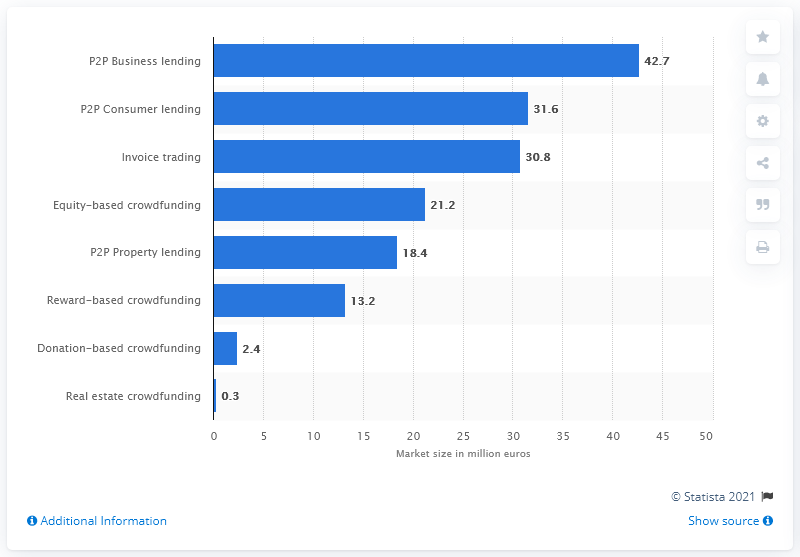 P2P Business lending 42.7
P2P Consumer lending 31.6
Invoice trading 30.8
Equity-based crowdfunding 21.2
P2P Property lending 18.4
Reward-based crowdfunding 13.2
Donation-based crowdfunding 2.4
Real estate crowdfunding 0.3
0 5 10 15 20 25 30 35 40 45 50
Market size in million euros
© Statista 2021
Additional Information
Show source